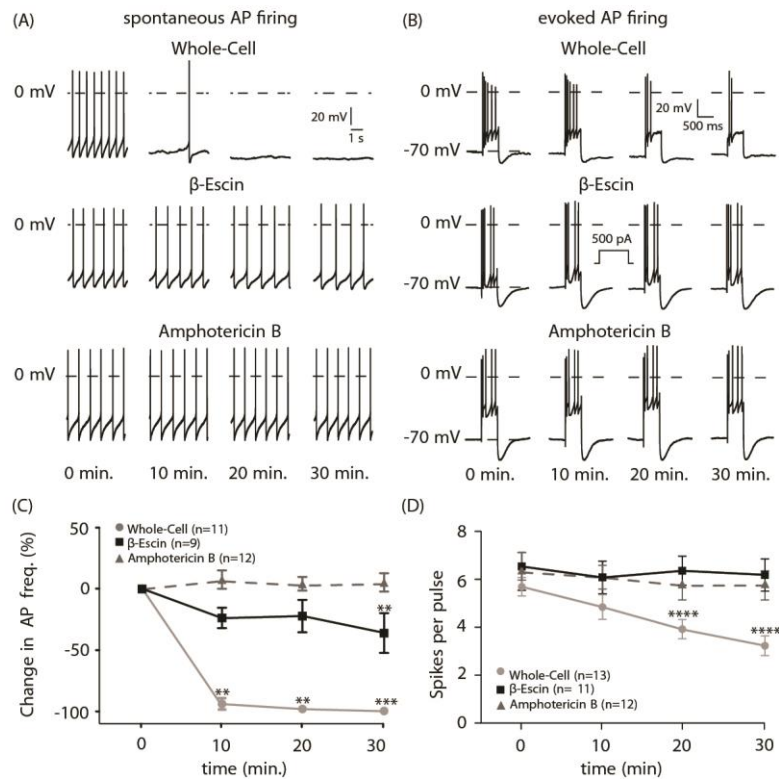 (A)
spontaneous AP firing
Whole-Cell
0 mV
20 mV
1 s
β-Escin
0 mV
Amphotericin B
0 mV
0 min.
10 min.
20 min.
30 min.
(B)
evoked AP firing
Whole-Cell
0 mV
20 mV
500 ms
-70 mV
β-Escin
0 mV
500 pA
-70 mV
Amphotericin B
0 mV
-70 mV
0 min.
10 min.
20 min.
30 min.
(C)
Whole-Cell (n=11)
β-Escin (n=9)
Amphotericin B (n=12)
Change in AP freq. (%)
50
0
-50
-100
**
**
**
***
0
10
20
30
time (min.)
(D)
Spikes per pulse
8
6
4
2
0
****
****
Whole-Cell (n=13)
β-Escin (n= 11)
Amphotericin B (n=12)
0
10
20
30
time (min.)